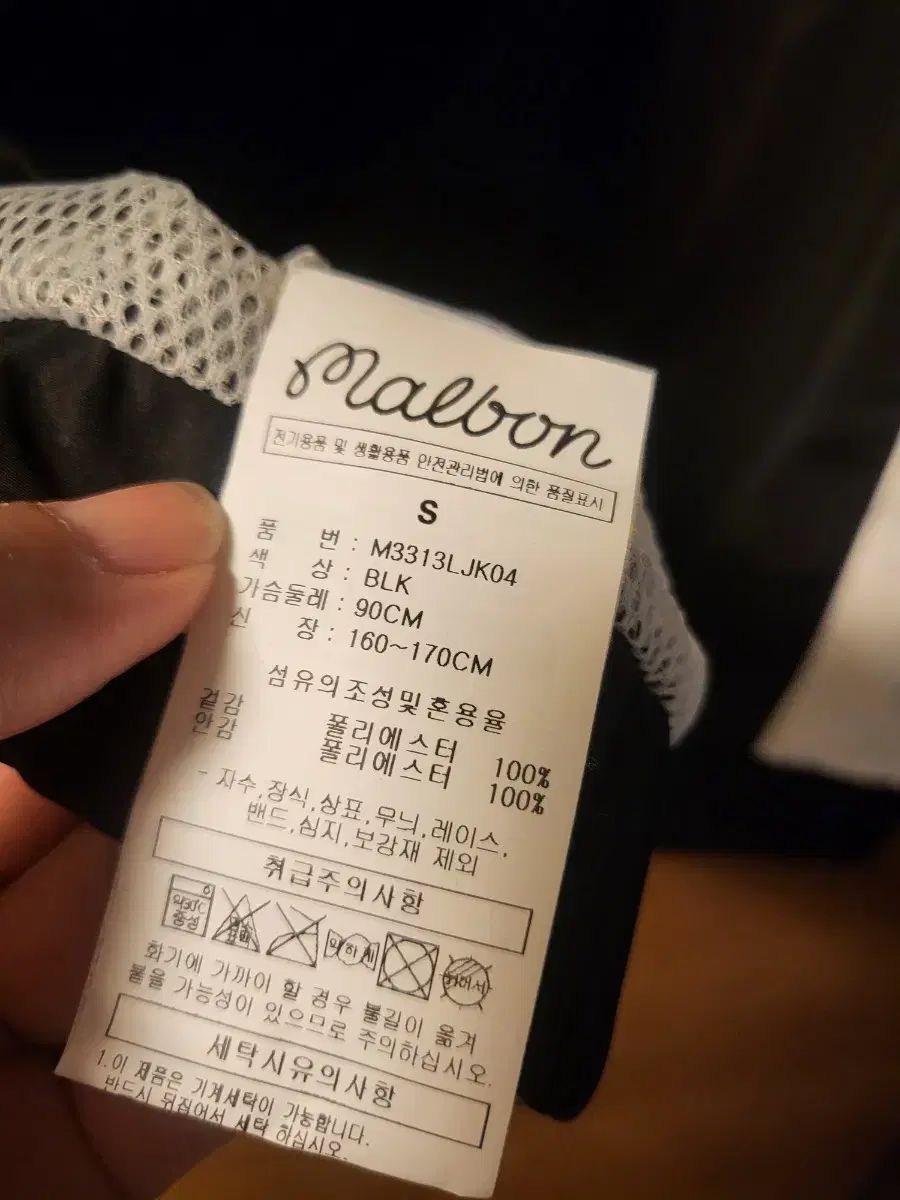 malbon
전기용품 및 생활용품 안전관리법에 의한 품질표시
S
품 번 : M3313LJK04
색 상 : BLK
가슴둘레 : 90CM
신 장 : 160~170CM
섬유의조성및혼용율
겉감 폴리에스터 100%
안감 폴리에스터 100%
- 자수,장식,상표,무늬,레이스,
밴드,심지,보강재 제외
취급주의사항
약30℃
중성
약하게
화기에 가까이 할 경우 불길이 옮겨
붙을 가능성이 있으므로 주의하십시오.
세탁시유의사항
1.이 제품은 기계세탁이 가능합니다.
반드시 뒤집어서 세탁 하십시오.